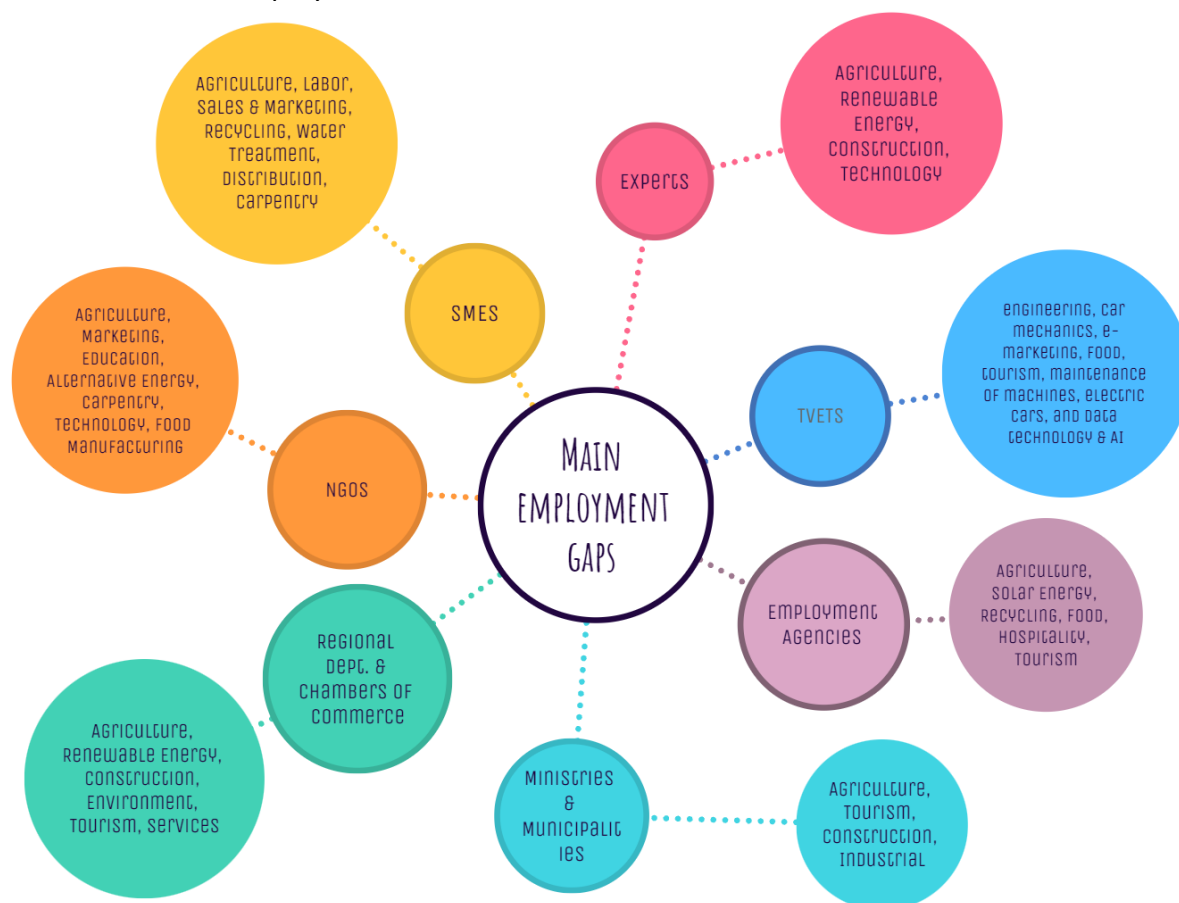 Agriculture, Labor,
Sales & Marketing,
Recycling, Water
Treatment,
Distribution,
Carpentry
SMEs
Agriculture,
Renewable
Energy,
Construction,
Technology
Experts
engineering, car
mechanics, e-
marketing, food,
tourism, maintenance
of machines, electric
cars, and data
technology & AI
TVETs
Agriculture,
Marketing,
Education,
Alternative Energy,
Carpentry,
Technology, Food
Manufacturing
NGOs
Main
employment
gaps
Agriculture,
Solar Energy,
Recycling, Food,
Hospitality,
Tourism
Employment
Agencies
Regional
Dept. &
Chambers of
Commerce
Agriculture,
Renewable Energy,
Construction,
Environment,
Tourism, Services
Ministries
&
Municipalit
ies
Agriculture,
Tourism,
Construction,
Industrial